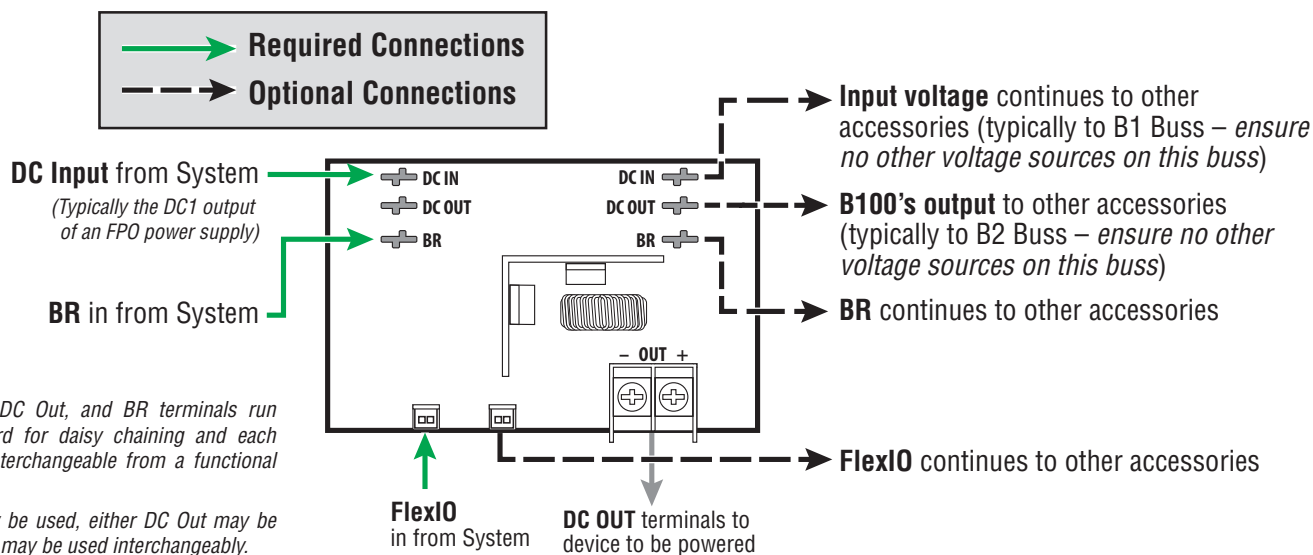 Required Connections
Optional Connections
DC Input from System
(Typically the DC1 output
of an FPO power supply)
BR in from System
DC IN
DC OUT
BR
DC IN
DC OUT
BR
– OUT +
Input voltage continues to other
accessories (typically to B1 Buss – ensure
no other voltage sources on this buss)
B100's output to other accessories
(typically to B2 Buss – ensure no other
voltage sources on this buss)
BR continues to other accessories
FlexIO continues to other accessories
DC Out, and BR terminals run
rd for daisy chaining and each
terchangeable from a functional
be used, either DC Out may be
may be used interchangeably.
FlexIO
in from System
DC OUT terminals to
device to be powered